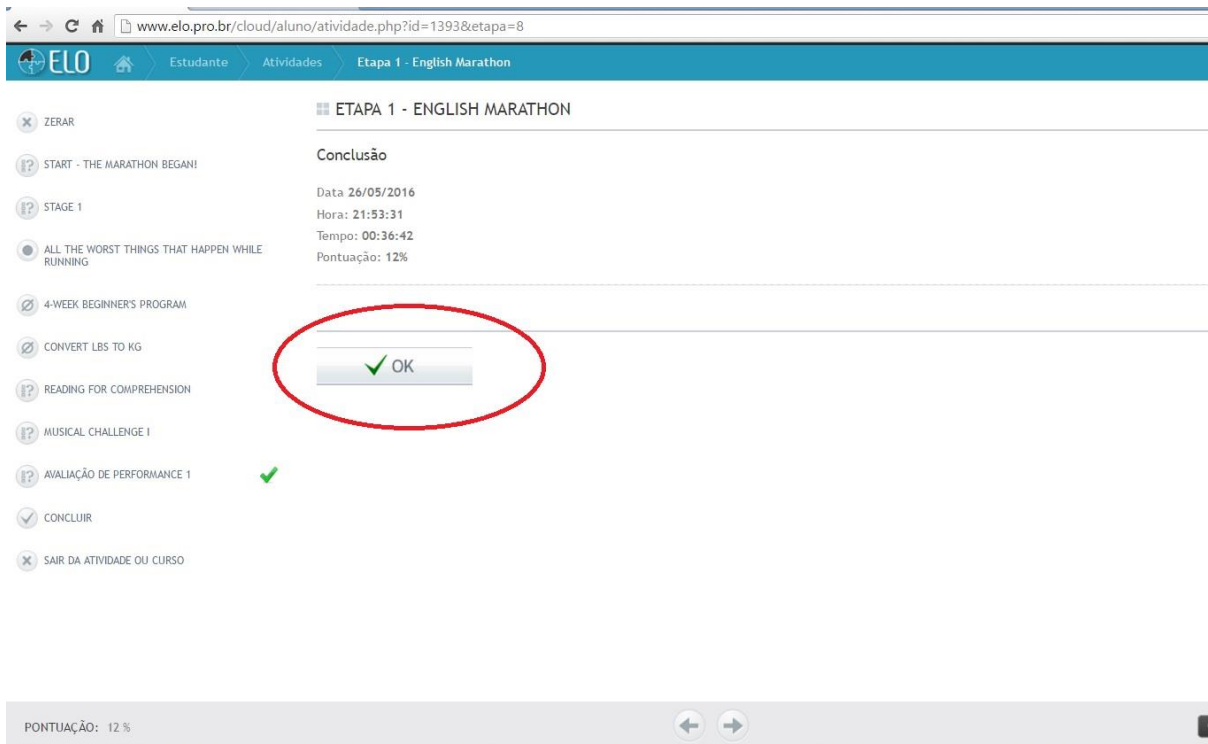 www.elo.pro.br/cloud/aluno/atividade.php?id=1393&etapa=8
ELO Estudante Atividades Etapa 1 - English Marathon
ZERAR
START - THE MARATHON BEGAN!
STAGE 1
ALL THE WORST THINGS THAT HAPPEN WHILE
RUNNING
4-WEEK BEGINNER'S PROGRAM
CONVERT LBS TO KG
READING FOR COMPREHENSION
MUSICAL CHALLENGE I
AVALIAÇÃO DE PERFORMANCE 1
CONCLUIR
SAIR DA ATIVIDADE OU CURSO
ETAPA 1 - ENGLISH MARATHON
Conclusão
Data 26/05/2016
Hora: 21:53:31
Tempo: 00:36:42
Pontuação: 12%
OK
PONTUAÇÃO: 12 %